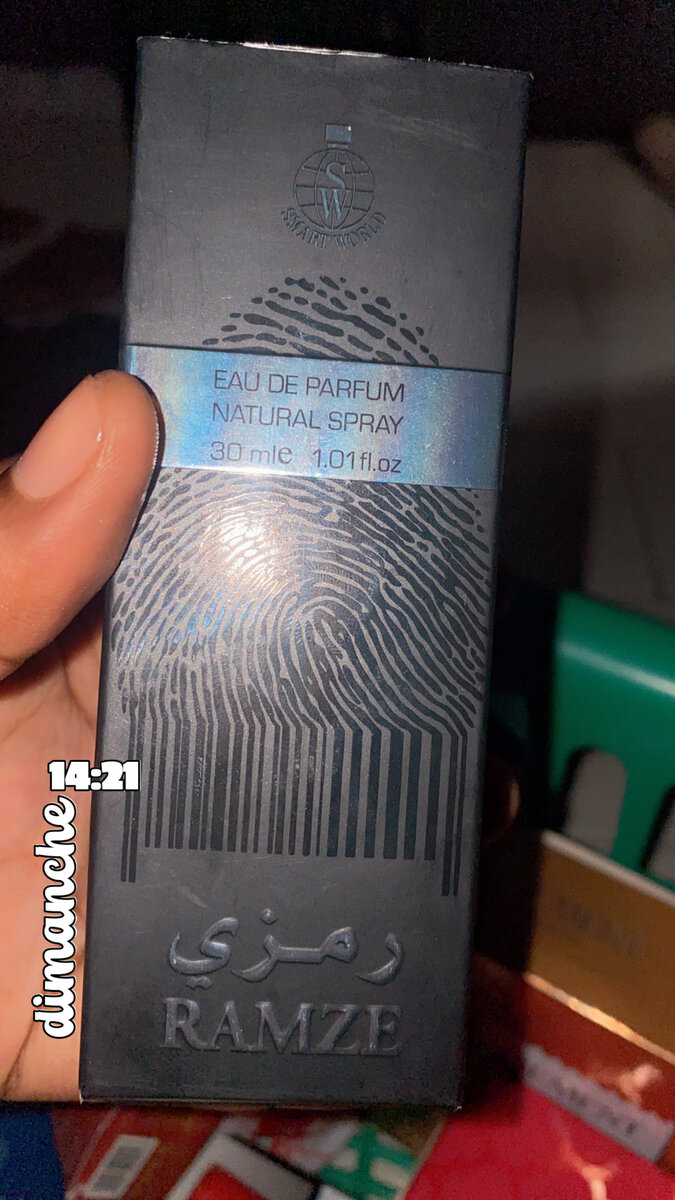 SW
SMART WORLD
EAU DE PARFUM
NATURAL SPRAY
30 mle 1.01fl.oz
14:21
dimanche
رمزي
RAMZE